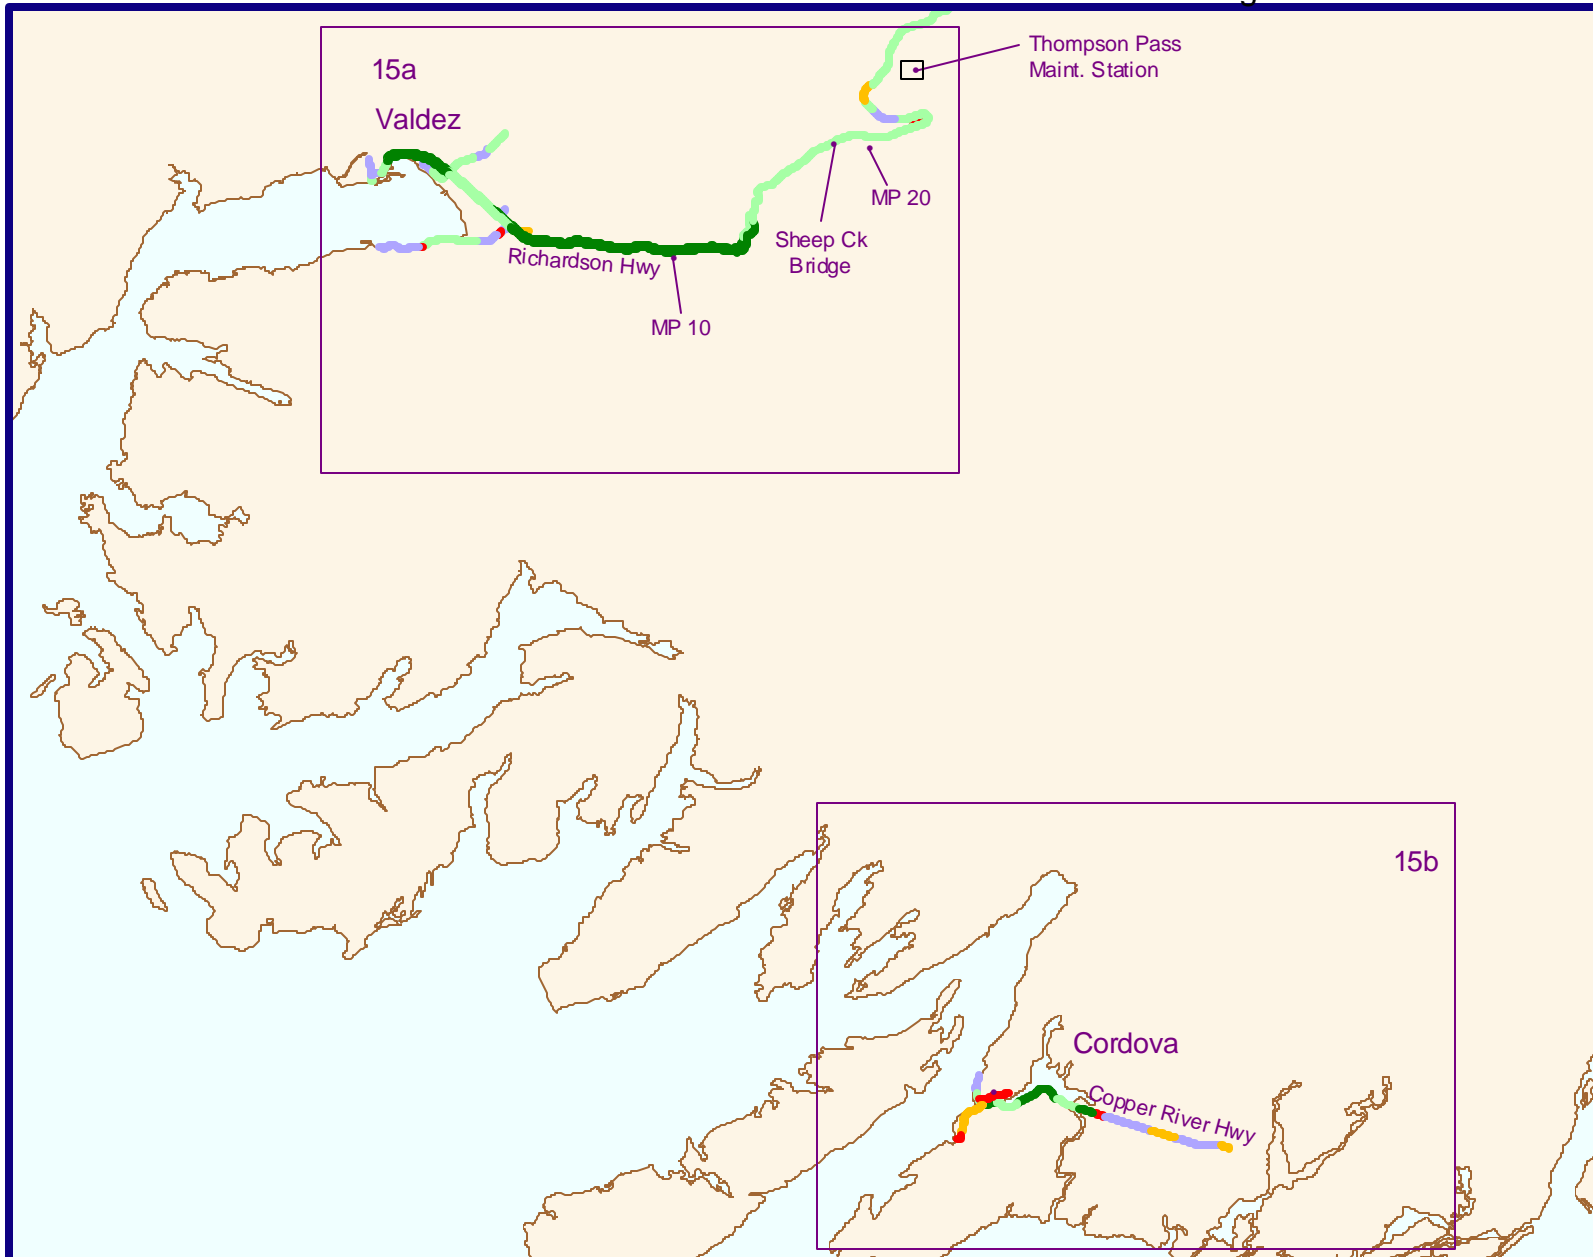 Thompson Pass
Maint. Station
15a
Valdez
MP 20
Sheep Ck
Bridge
Richardson Hwy
MP 10
15b
Cordova
Copper River Hwy